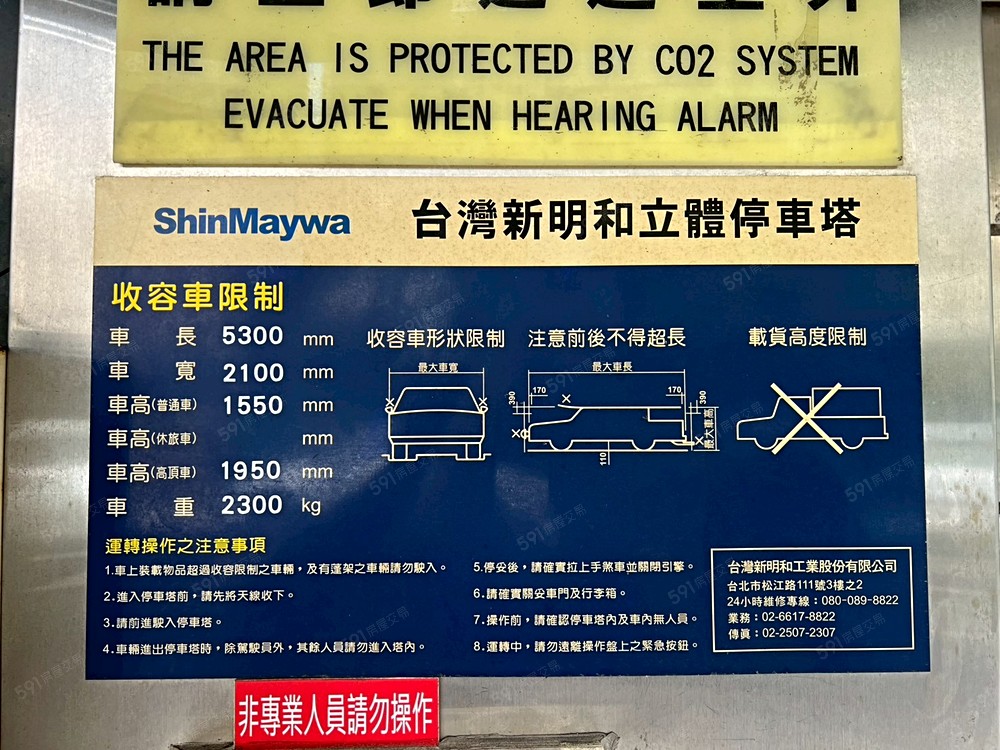 THE AREA IS PROTECTED BY CO2 SYSTEM
EVACUATE WHEN HEARING ALARM
ShinMaywa 台灣新明和立體停車塔
收容車限制
車 長 5300 mm
車 寬 2100 mm
車高(普通車) 1550 mm
車高(休旅車) mm
車高(高頂車) 1950 mm
車 重 2300 kg
收容車形狀限制
最大車寬
注意前後不得超長
最大車長
170
170
390
390
最大車高
110
載貨高度限制
運轉操作之注意事項
1.車上裝載物品超過收容限制之車輛，及有蓬架之車輛請勿駛入。
2.進入停車塔前，請先將天線收下。
3.請前進駛入停車塔。
4.車輛進出停車塔時，除駕駛員外，其餘人員請勿進入塔內。
5.停妥後，請確實拉上手煞車並關閉引擎。
6.請確實關妥車門及行李箱。
7.操作前，請確認停車塔內及車內無人員。
8.運轉中，請勿遠離操作盤上之緊急按鈕。
台灣新明和工業股份有限公司
台北市松江路111號3樓之2
24小時維修專線：080-089-8822
業務：02-6617-8822
傳真：02-2507-2307
非專業人員請勿操作
591房屋交易